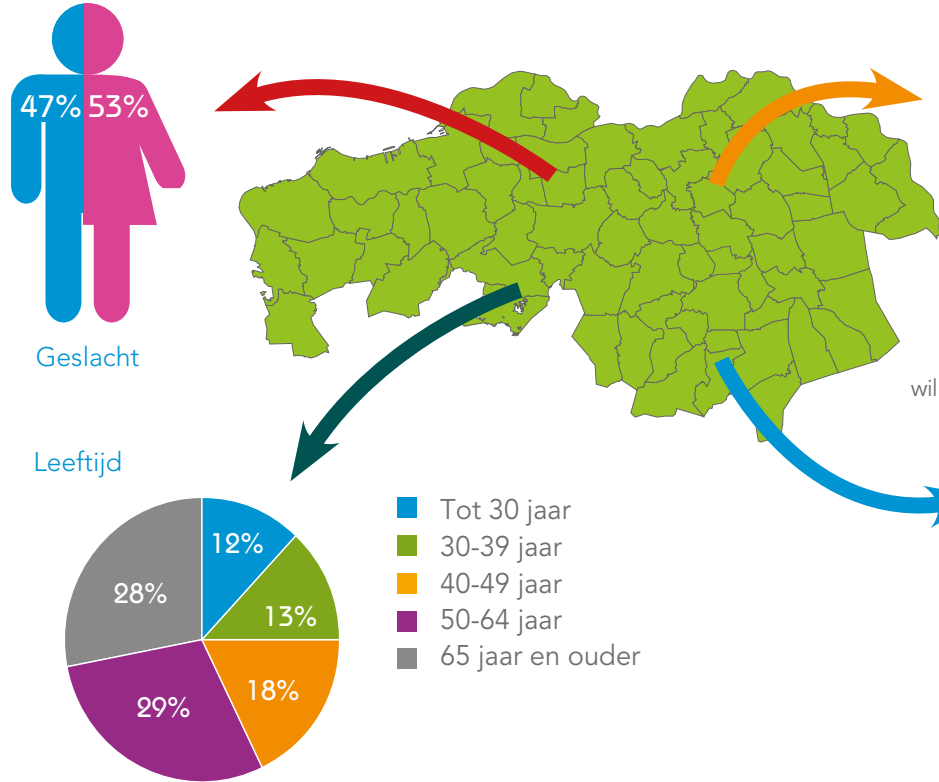 47% 53%
Geslacht
wil
Leeftijd
12%
13%
18%
29%
28%
Tot 30 jaar
30-39 jaar
40-49 jaar
50-64 jaar
65 jaar en ouder